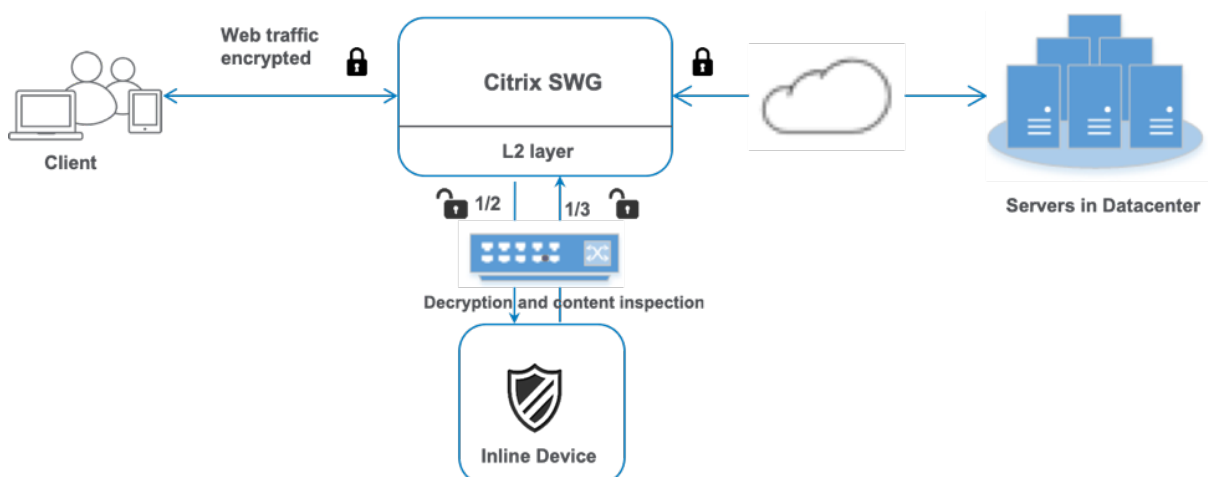 Web traffic
encrypted
Citrix SWG
L2 layer
Client
1/2
1/3
Servers in Datacenter
Decryption and content inspection
Inline Device